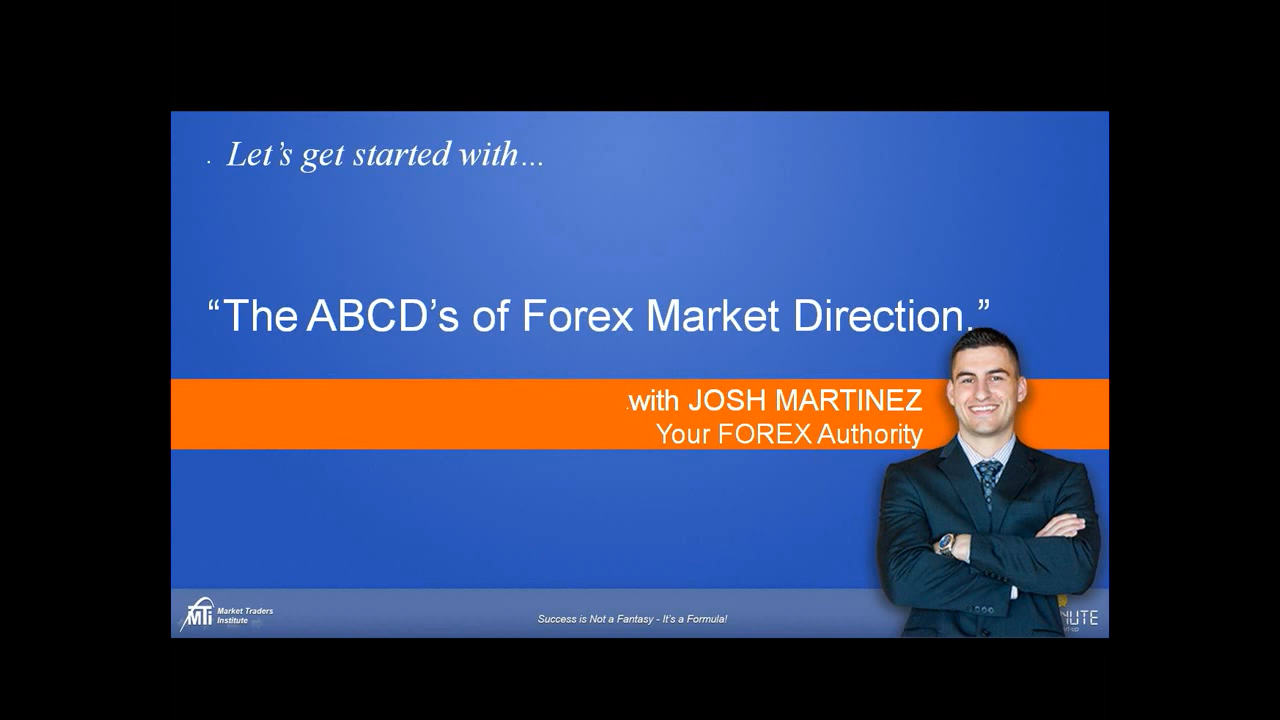 Let’s get started with...
“The ABCD’s of Forex Market Direction.”
with JOSH MARTINEZ
Your FOREX Authority
MTI Market Traders
Institute
Success is Not a Fantasy - It’s a Formula!